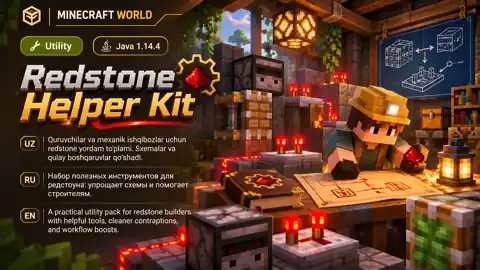 MINECRAFT WORLD
Utility
Java 1.14.4
Redstone
Helper Kit
UZ
Quruvchilar va mexanik ishqibozlar uchun
redstone yordam to'plami. Sxemalar va
qulay boshqaruvlar qo'shadi.
RU
Набор полезных инструментов для
редстоуна: упрощает схемы и помогает
строителям.
EN
A practical utility pack for redstone builders
with helpful tools, cleaner contraptions,
and workflow boosts.